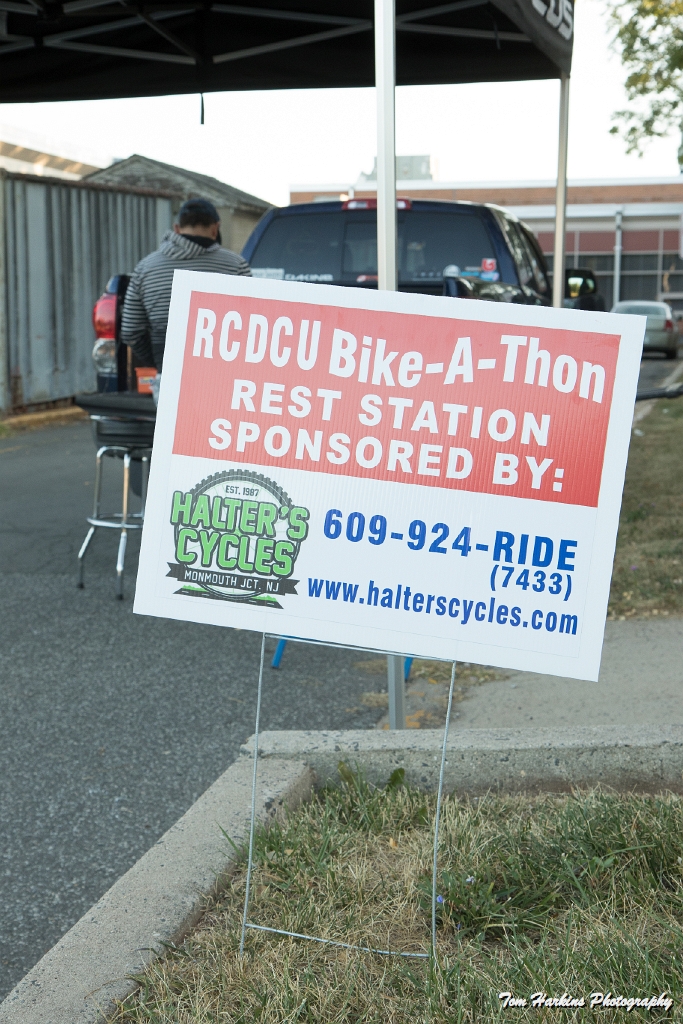 RCDCU Bike-A-Thon
REST STATION
SPONSORED BY:
EST. 1987
HALTER'S
CYCLES
MONMOUTH JCT. NJ
609-924-RIDE
(7433)
www.halterscycles.com
DAKINE
Tom Harkins Photography